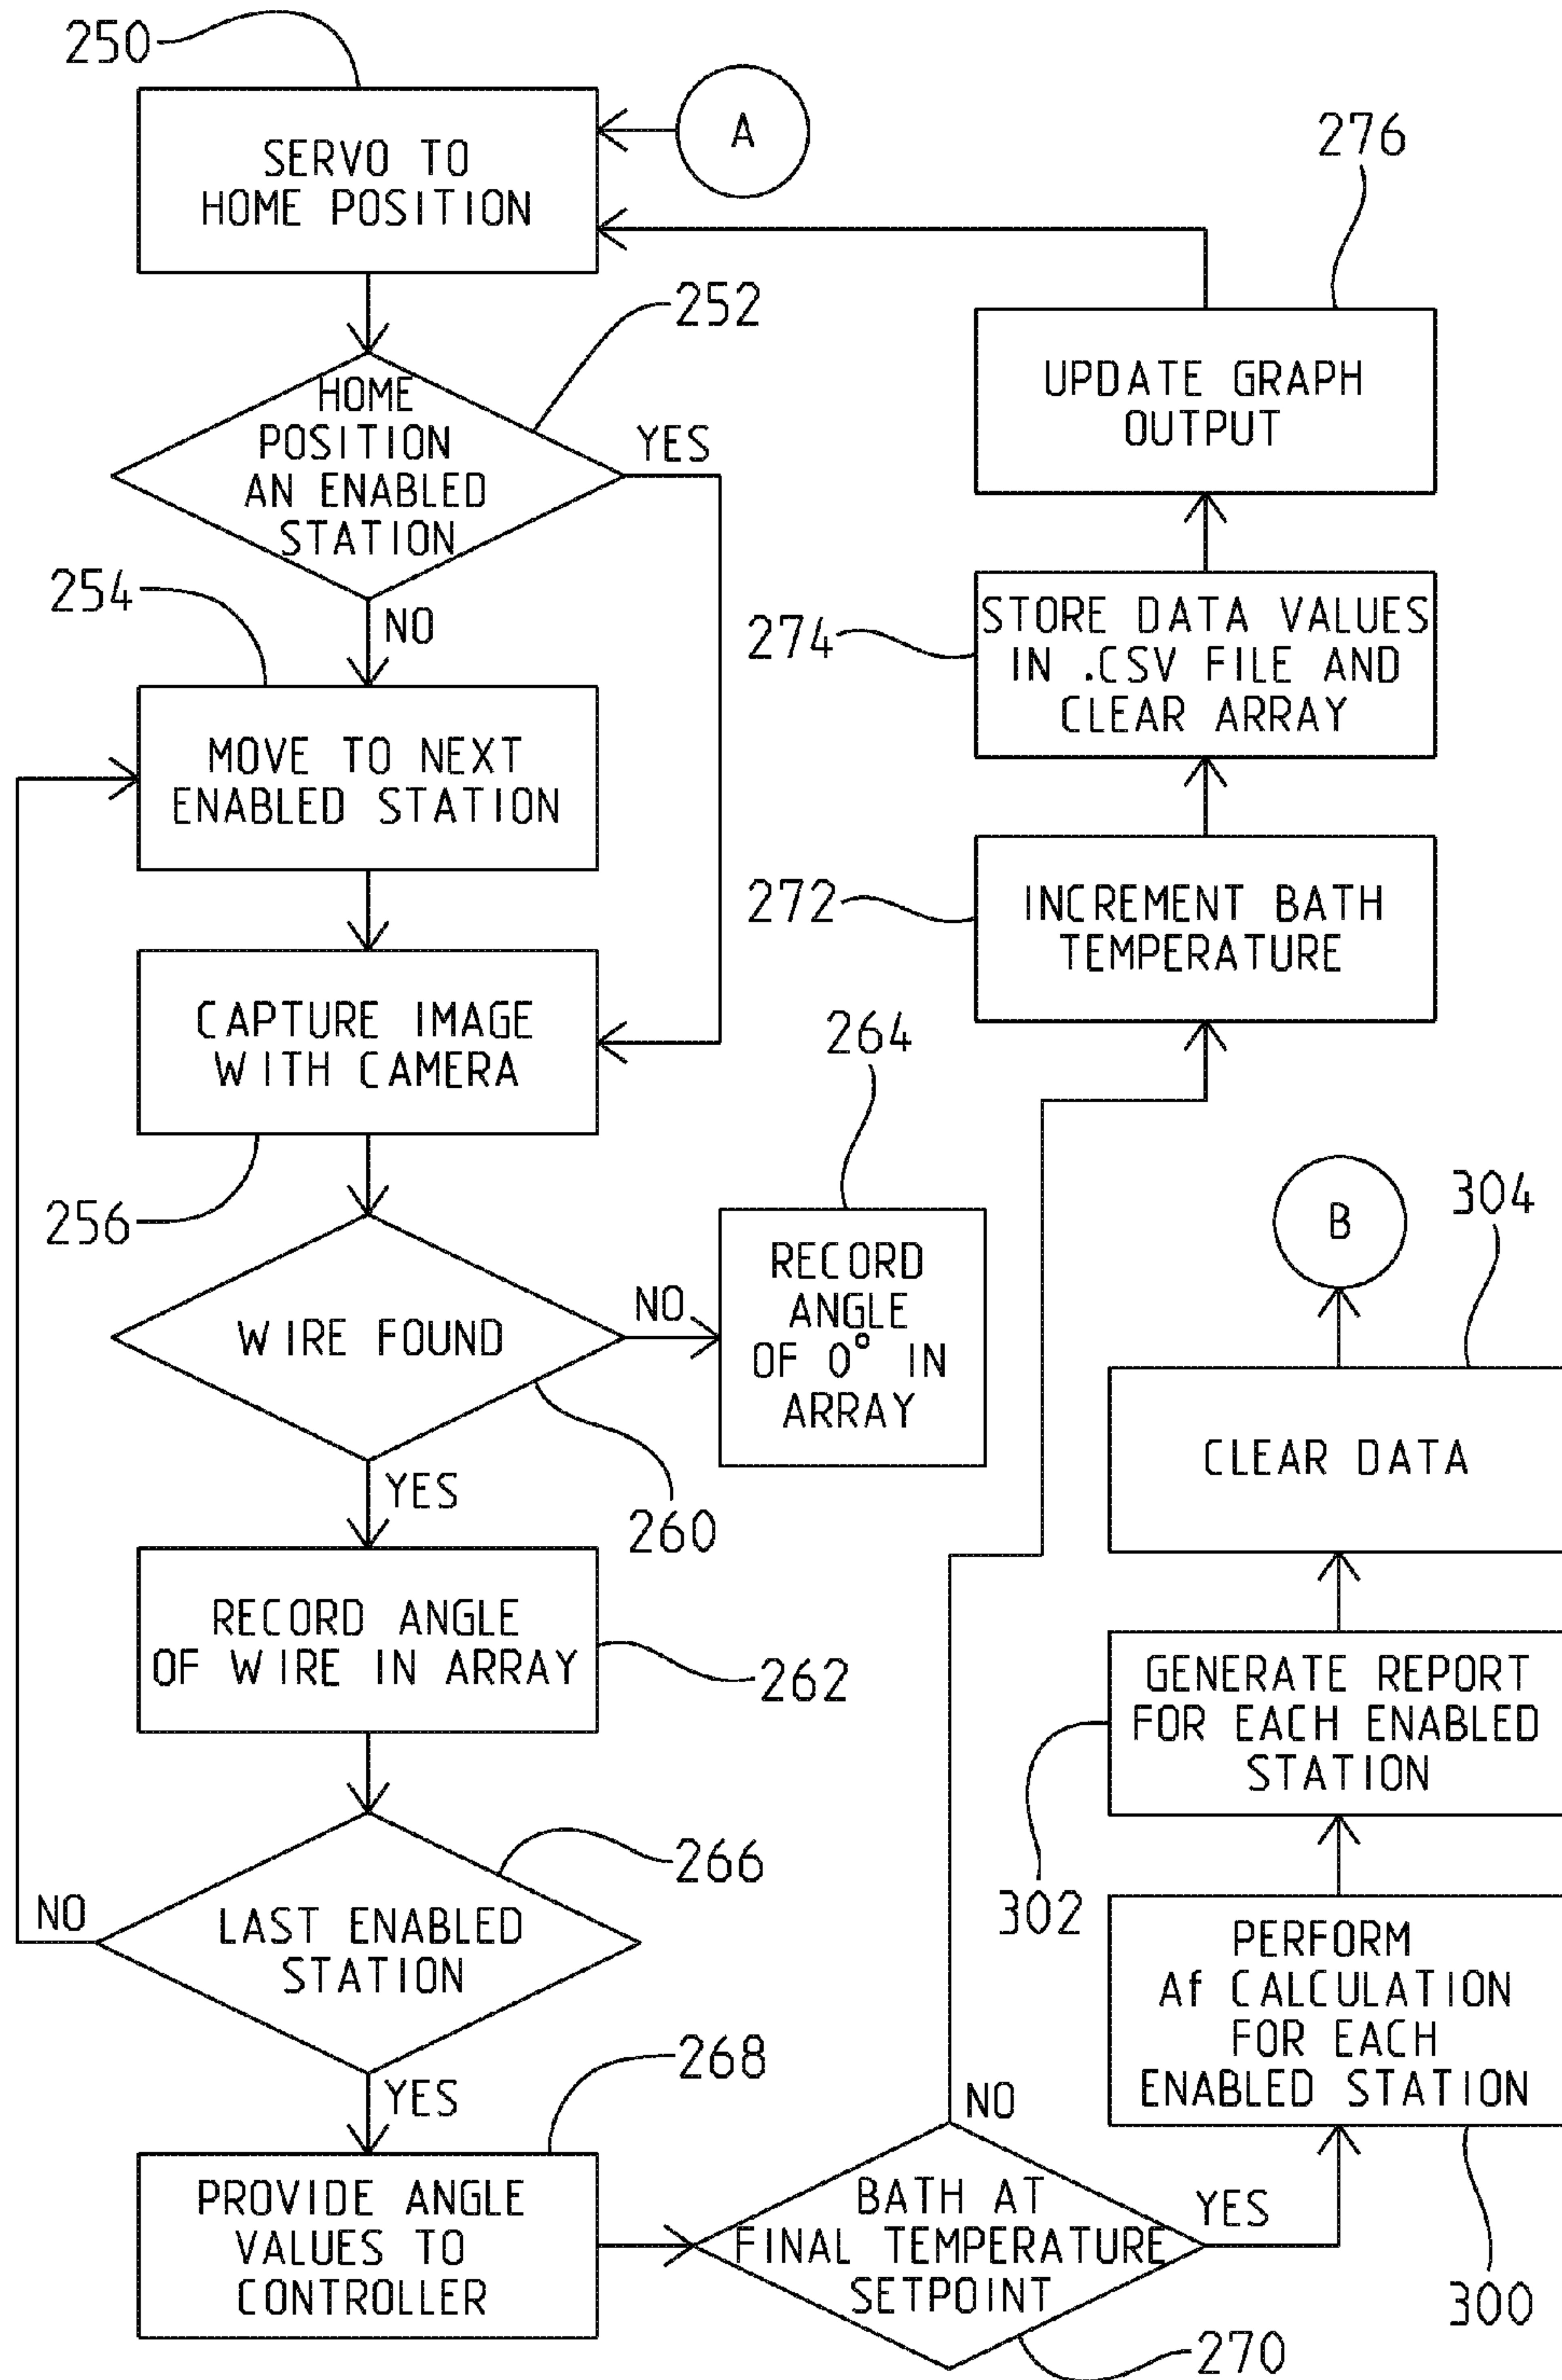 250
A
SERVO TO
HOME POSITION
276
252
HOME
POSITION
AN ENABLED
STATION
YES
NO
UPDATE GRAPH
OUTPUT
254
274
STORE DATA VALUES
IN .CSV FILE AND
CLEAR ARRAY
MOVE TO NEXT
ENABLED STATION
272
INCREMENT BATH
TEMPERATURE
CAPTURE IMAGE
WITH CAMERA
256
264
WIRE FOUND
NO
RECORD
ANGLE
OF 0° IN
ARRAY
B
304
YES
260
CLEAR DATA
RECORD ANGLE
OF WIRE IN ARRAY
262
GENERATE REPORT
FOR EACH ENABLED
STATION
302
266
NO
LAST ENABLED
STATION
PERFORM
Af CALCULATION
FOR EACH
ENABLED STATION
YES
268
NO
PROVIDE ANGLE
VALUES TO
CONTROLLER
BATH AT
FINAL TEMPERATURE
SETPOINT
YES
300
270